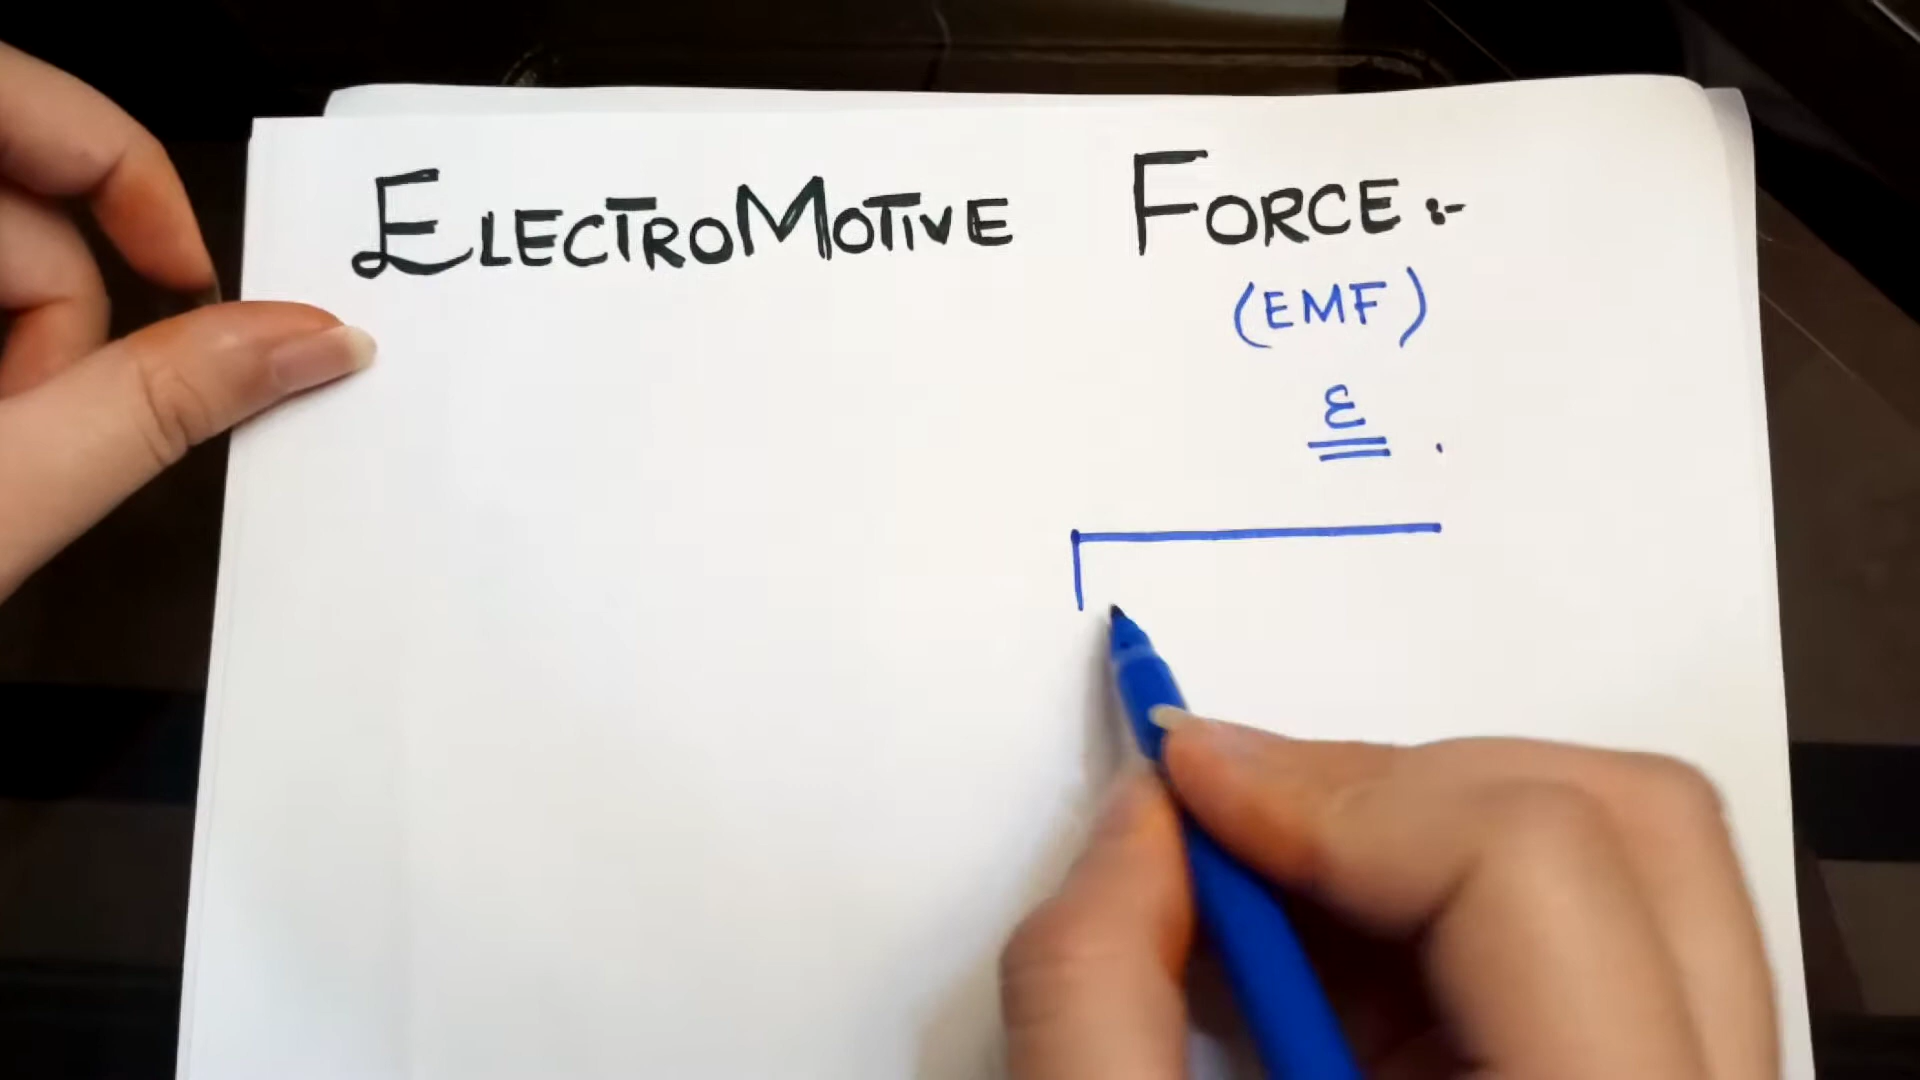 ELECTROMOTIVE FORCE :-
(EMF)
ε .